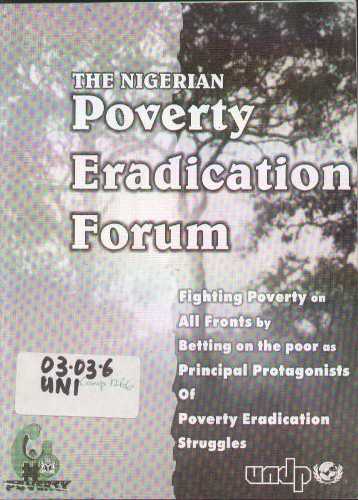 THE NIGERIAN
Poverty
Eradication
Forum
Fighting Poverty on
All Fronts by
Betting on the poor as
Principal Protagonists
Of
Poverty Eradication
Struggles
03.03.6
UNI
POVERTY
undp